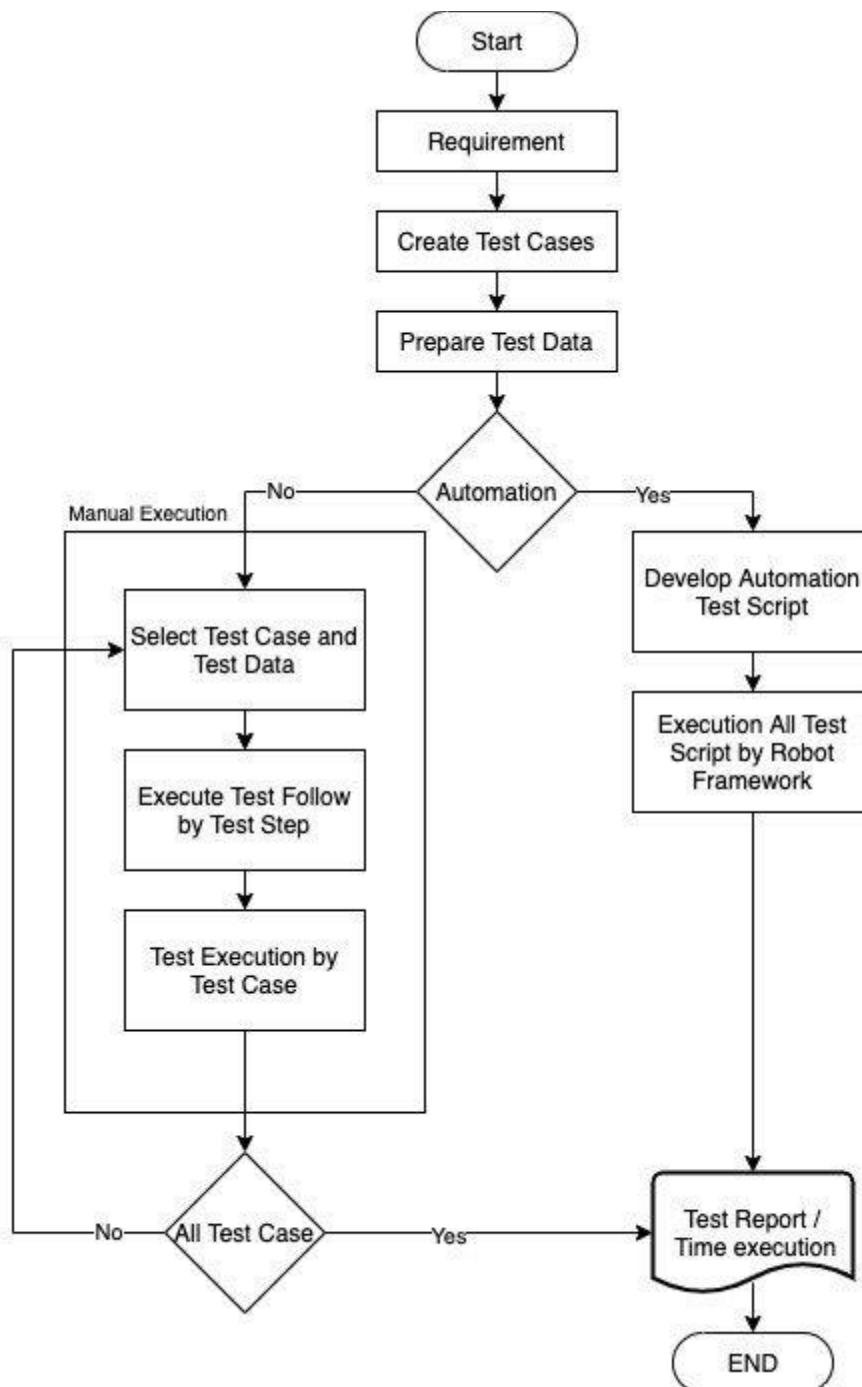 Start
Requirement
Create Test Cases
Prepare Test Data
Automation
No
Yes
Manual Execution
Select Test Case and
Test Data
Execute Test Follow
by Test Step
Test Execution by
Test Case
Develop Automation
Test Script
Execution All Test
Script by Robot
Framework
All Test Case
No
Yes
Test Report /
Time execution
END